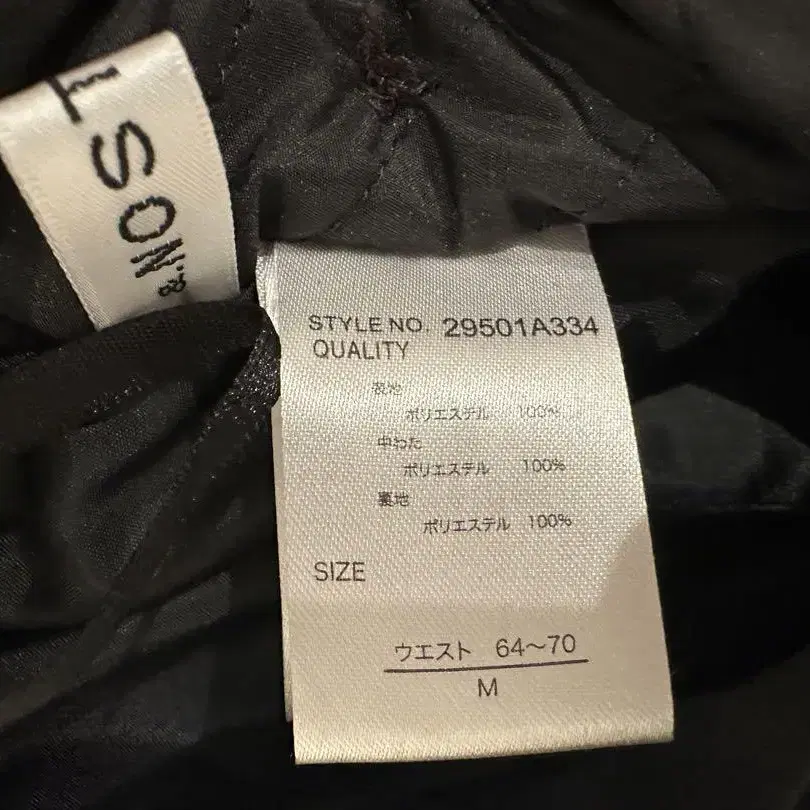 TSON
&.
STYLE NO. 29501A334
QUALITY
表地
ポリエステル 100%
中わた
ポリエステル 100%
裏地
ポリエステル 100%
SIZE
ウエスト 64~70
M